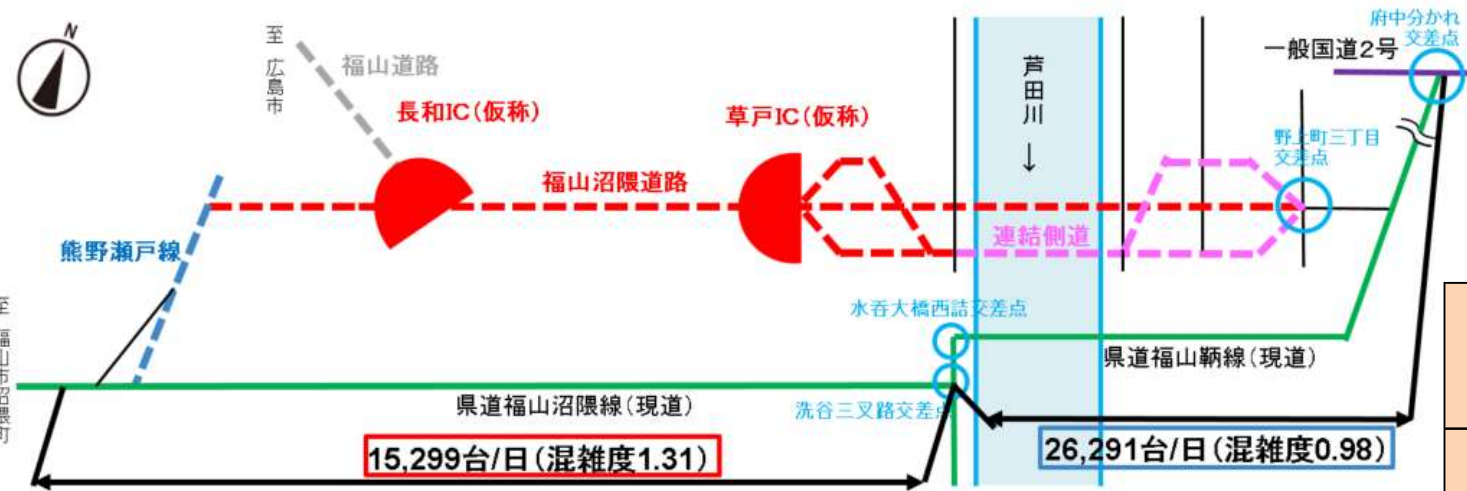 N
至 広島市
福山道路
長和IC(仮称)
草戸IC(仮称)
芦田川
↓
府中分かれ
交差点
一般国道2号
野上町三丁目
交差点
福山沼隈道路
連結側道
熊野瀬戸線
至 福山市沼隈町
水呑大橋西詰交差点
県道福山鞆線(現道)
県道福山沼隈線(現道)
洗谷三叉路交差点
15,299台/日(混雑度1.31)
26,291台/日(混雑度0.98)